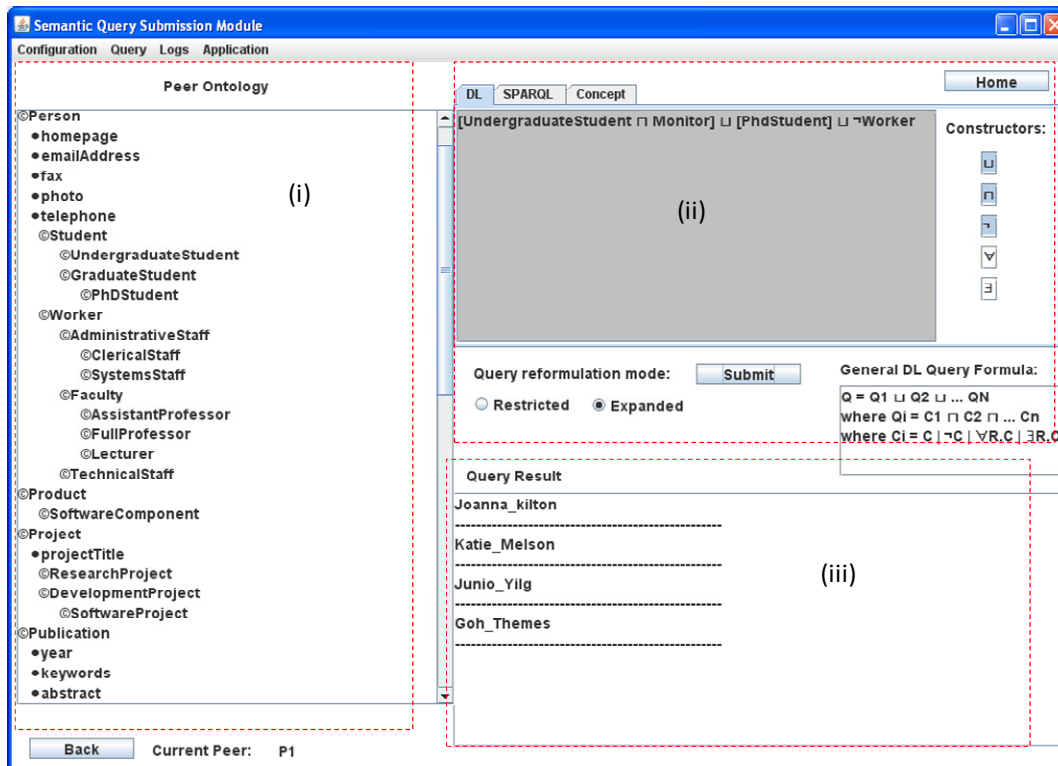 Semantic Query Submission Module
Configuration Query Logs Application
Peer Ontology
©Person
●homepage
●emailAddress
●fax
●photo
●telephone
©Student
©UndergraduateStudent
©GraduateStudent
©PhDStudent
©Worker
©AdministrativeStaff
©ClericalStaff
©SystemsStaff
©Faculty
©AssistantProfessor
©FullProfessor
©Lecturer
©TechnicalStaff
©Product
©SoftwareComponent
©Project
●projectTitle
©ResearchProject
©DevelopmentProject
©SoftwareProject
©Publication
●year
●keywords
●abstract
(i)
Back Current Peer: P1
Home
DL SPARQL Concept
[UndergraduateStudent ⊓ Monitor] ⊔ [PhdStudent] ⊔ ¬Worker
(ii)
Constructors:
⊔
⊓
¬
∀
∃
Query reformulation mode: Submit
Restricted Expanded
General DL Query Formula:
Q = Q1 ⊔ Q2 ⊔ ... QN
where Qi = C1 ⊓ C2 ⊓ ... Cn
where Ci = C | ¬C | ∀R.C | ∃R.C
Query Result
Joanna_kilton
--------------------------------------------------
Katie_Melson
--------------------------------------------------
Junio_Yilg
--------------------------------------------------
Goh_Themes
--------------------------------------------------
(iii)